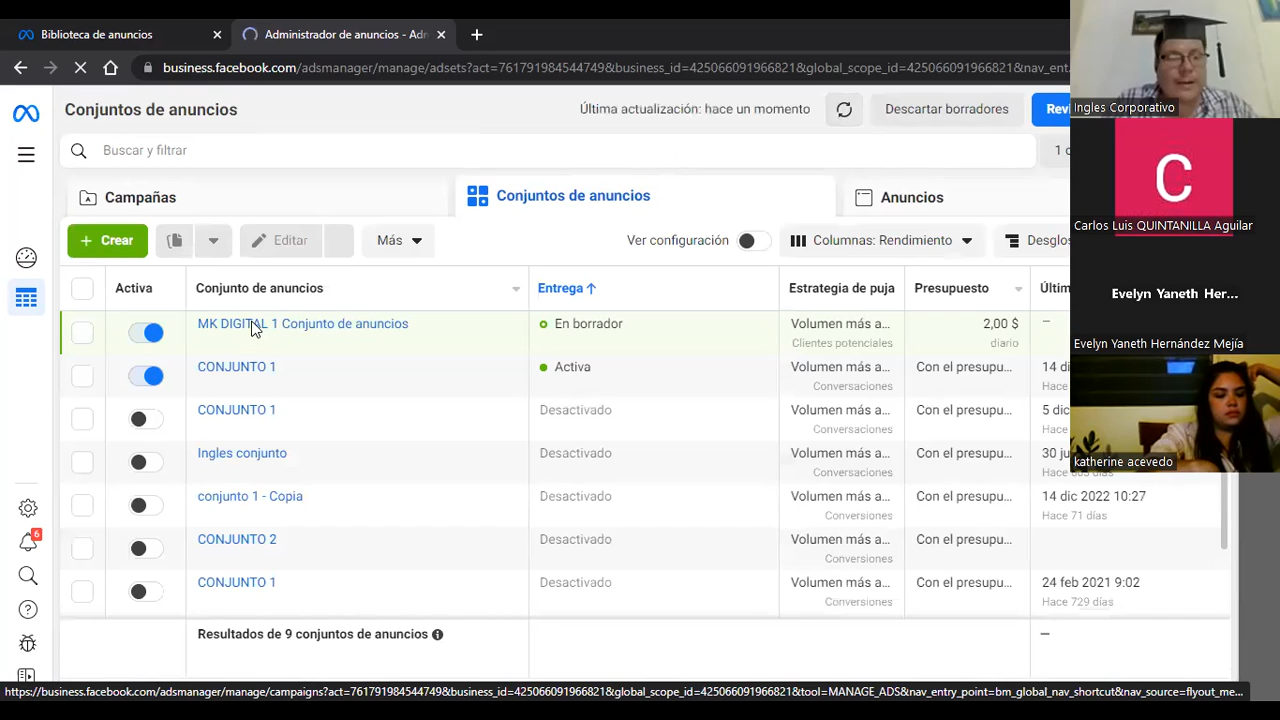 Biblioteca de anuncios
Administrador de anuncios - Adn
business.facebook.com/adsmanager/manage/adsets?act=761791984544749&business_id=425066091966821&global_scope_id=425066091966821&nav_ent
Conjuntos de anuncios
Última actualización: hace un momento
Descartar borradores
Rev
Buscar y filtrar
1 d
Campañas
Conjuntos de anuncios
Anuncios
+ Crear
Editar
Más
Ver configuración
Columnas: Rendimiento
Desglos
Activa
Conjunto de anuncios
Entrega ↑
Estrategia de puja
Presupuesto
Últim
MK DIGITAL 1 Conjunto de anuncios
En borrador
Volumen más a...
Clientes potenciales
2,00 $
diario
—
CONJUNTO 1
Activa
Volumen más a...
Conversaciones
Con el presupu...
14 di
Hace
CONJUNTO 1
Desactivado
Volumen más a...
Conversaciones
Con el presupu...
5 dic
Hace
Ingles conjunto
Desactivado
Volumen más a...
Conversaciones
Con el presupu...
30 ju
conjunto 1 - Copia
Desactivado
Volumen más a...
Conversiones
Con el presupu...
14 dic 2022 10:27
Hace 71 días
CONJUNTO 2
Desactivado
Volumen más a...
Conversiones
Con el presupu...
CONJUNTO 1
Desactivado
Volumen más a...
Conversiones
Con el presupu...
24 feb 2021 9:02
Hace 729 días
Resultados de 9 conjuntos de anuncios
—
6
https://business.facebook.com/adsmanager/manage/campaigns?act=761791984544749&business_id=425066091966821&global_scope_id=425066091966821&tool=MANAGE_ADS&nav_entry_point=bm_global_nav_shortcut&nav_source=flyout_me...
Ingles Corporativo
C
Carlos Luis QUINTANILLA Aguilar
Evelyn Yaneth Her...
Evelyn Yaneth Hernández Mejía
katherine acevedo